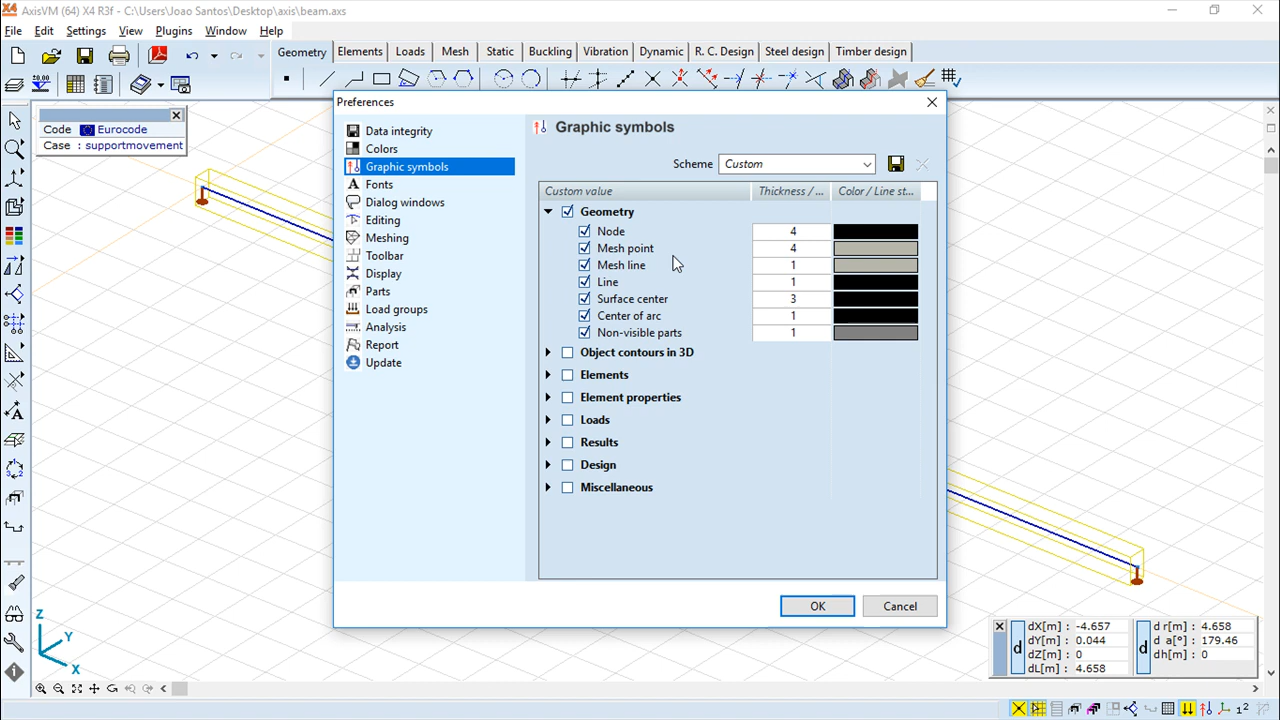 AxisVM (64) X4 R3f - C:\Users\Joao Santos\Desktop\axis\beam.axs
File Edit Settings View Plugins Window Help
Geometry Elements Loads Mesh Static Buckling Vibration Dynamic R. C. Design Steel design Timber design
Code Eurocode
Case : supportmovement
Preferences
Data integrity
Colors
Graphic symbols
Fonts
Dialog windows
Editing
Meshing
Toolbar
Display
Parts
Load groups
Analysis
Report
Update
Graphic symbols
Scheme Custom
Custom value Thickness / ... Color / Line st...
Geometry
Node 4
Mesh point 4
Mesh line 1
Line 1
Surface center 3
Center of arc 1
Non-visible parts 1
Object contours in 3D
Elements
Element properties
Loads
Results
Design
Miscellaneous
OK Cancel
Z
Y
X
d dX[m] : -4.657
dY[m] : 0.044
dZ[m] : 0
dL[m] : 4.658
d d r[m] : 4.658
d a[°] : 179.46
dh[m] : 0